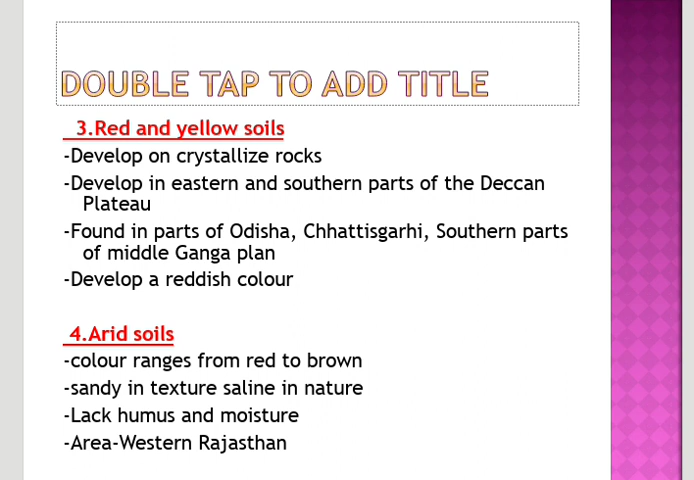 DOUBLE TAP TO ADD TITLE
3.Red and yellow soils
-Develop on crystallize rocks
-Develop in eastern and southern parts of the Deccan
Plateau
-Found in parts of Odisha, Chhattisgarhi, Southern parts
of middle Ganga plan
-Develop a reddish colour
4.Arid soils
-colour ranges from red to brown
-sandy in texture saline in nature
-Lack humus and moisture
-Area-Western Rajasthan